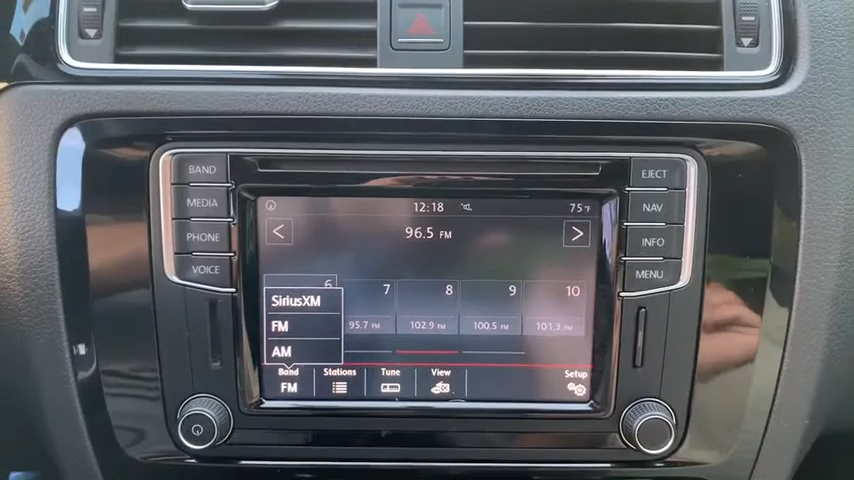 BAND
MEDIA
PHONE
VOICE
EJECT
NAV
INFO
MENU
12:18
75°F
<
96.5 FM
>
6
7
8
9
10
95.7 FM
102.9 FM
100.5 FM
101.3 FM
SiriusXM
FM
AM
Band
FM
Stations
Tune
View
Setup